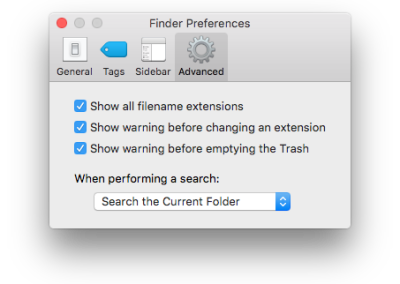 Finder Preferences
General Tags Sidebar Advanced
Show all filename extensions
Show warning before changing an extension
Show warning before emptying the Trash
When performing a search:
Search the Current Folder